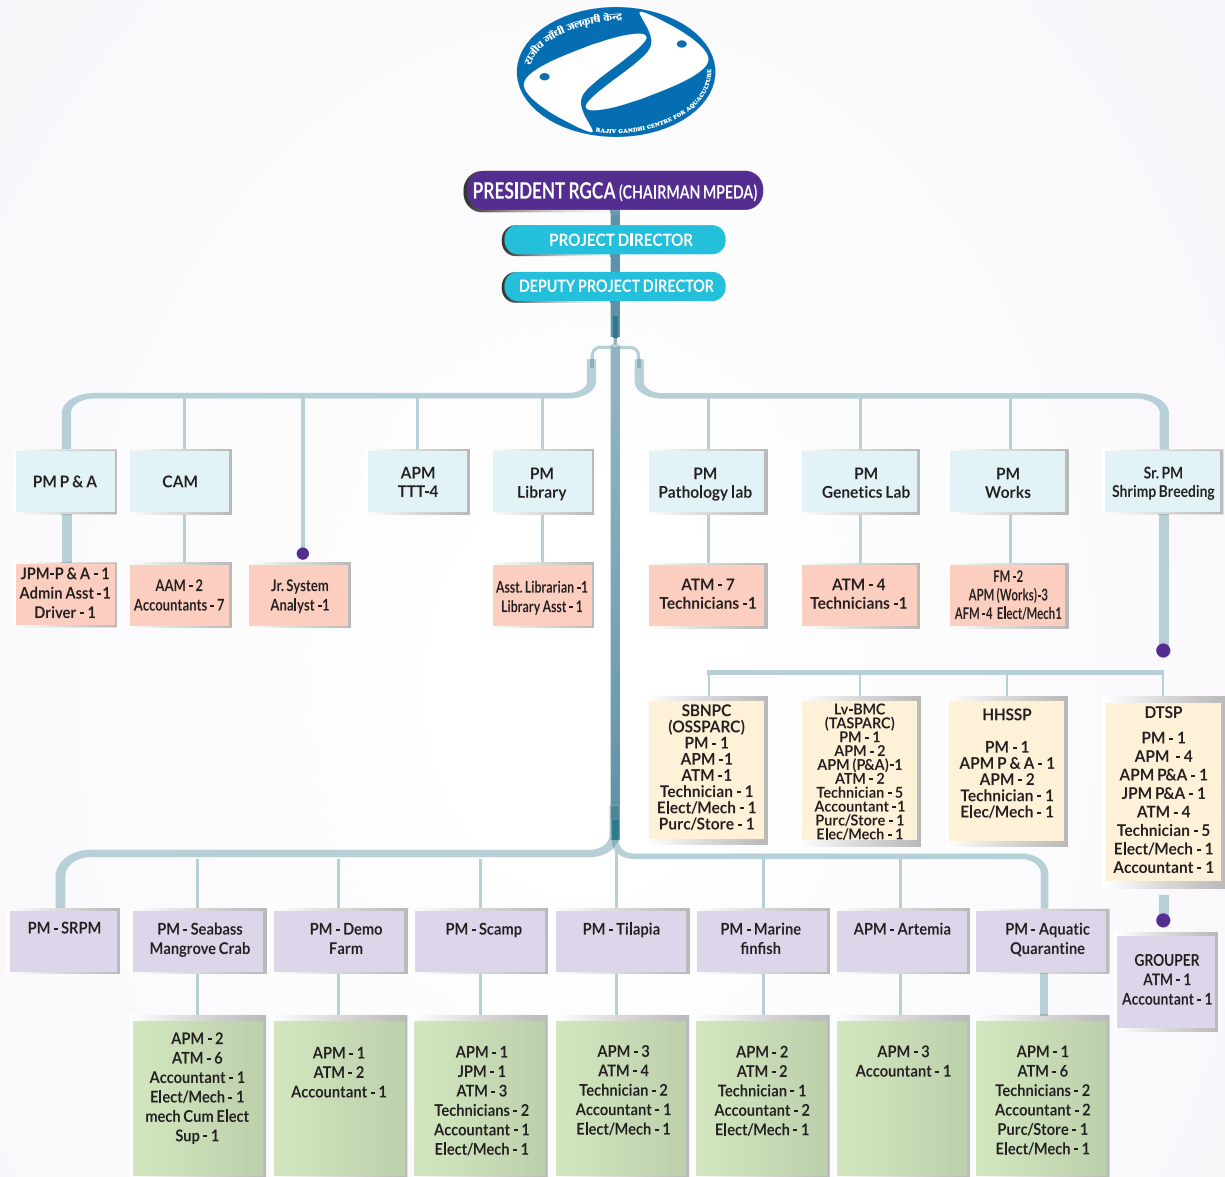 राजीव गाँधी जलकृषि केन्द्र
RAJIV GANDHI CENTRE FOR AQUACULTURE
PRESIDENT RGCA (CHAIRMAN MPEDA)
PROJECT DIRECTOR
DEPUTY PROJECT DIRECTOR
PM P & A
CAM
APM
TTT-4
PM
Library
PM
Pathology lab
PM
Genetics Lab
PM
Works
Sr. PM
Shrimp Breeding
JPM-P & A - 1
Admin Asst -1
Driver - 1
AAM - 2
Accountants - 7
Jr. System
Analyst -1
Asst. Librarian -1
Library Asst - 1
ATM - 7
Technicians -1
ATM - 4
Technicians -1
FM -2
APM (Works)-3
AFM -4 Elect/Mech1
SBNPC
(OSSPARC)
PM - 1
APM -1
ATM -1
Technician - 1
Elect/Mech - 1
Purc/Store - 1
Lv-BMC
(TASPARC)
PM - 1
APM - 2
APM (P&A)-1
ATM - 2
Technician - 5
Accountant -1
Purc/Store - 1
Elec/Mech - 1
HHSSP
PM - 1
APM P & A - 1
APM - 2
Technician - 1
Elec/Mech - 1
DTSP
PM - 1
APM - 4
APM P&A - 1
JPM P&A - 1
ATM - 4
Technician - 5
Elect/Mech - 1
Accountant - 1
PM - SRPM
PM - Seabass
Mangrove Crab
PM - Demo
Farm
PM - Scamp
PM - Tilapia
PM - Marine
finfish
APM - Artemia
PM - Aquatic
Quarantine
GROUPER
ATM - 1
Accountant - 1
APM - 2
ATM - 6
Accountant - 1
Elect/Mech - 1
mech Cum Elect
Sup - 1
APM - 1
ATM - 2
Accountant - 1
APM - 1
JPM - 1
ATM - 3
Technicians - 2
Accountant - 1
Elect/Mech - 1
APM - 3
ATM - 4
Technician - 2
Accountant - 1
Elect/Mech - 1
APM - 2
ATM - 2
Technician - 1
Accountant - 2
Elect/Mech - 1
APM - 3
Accountant - 1
APM - 1
ATM - 6
Technicians - 2
Accountant - 2
Purc/Store - 1
Elect/Mech - 1